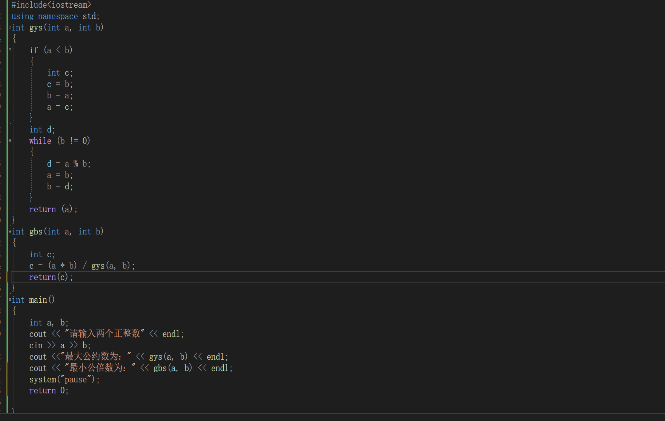 #include<iostream>
using namespace std;
int gys(int a, int b)
{
if (a < b)
{
int c;
c = b;
b = a;
a = c;
}
int d;
while (b != 0)
{
d = a % b;
a = b;
b = d;
}
return (a);
}
int gbs(int a, int b)
{
int c;
c = (a * b) / gys(a, b);
return(c);
}
int main()
{
int a, b;
cout << "请输入两个正整数" << endl;
cin >> a >> b;
cout <<"最大公约数为：" << gys(a, b) << endl;
cout << "最小公倍数为：" << gbs(a, b) << endl;
system("pause");
return 0;
}